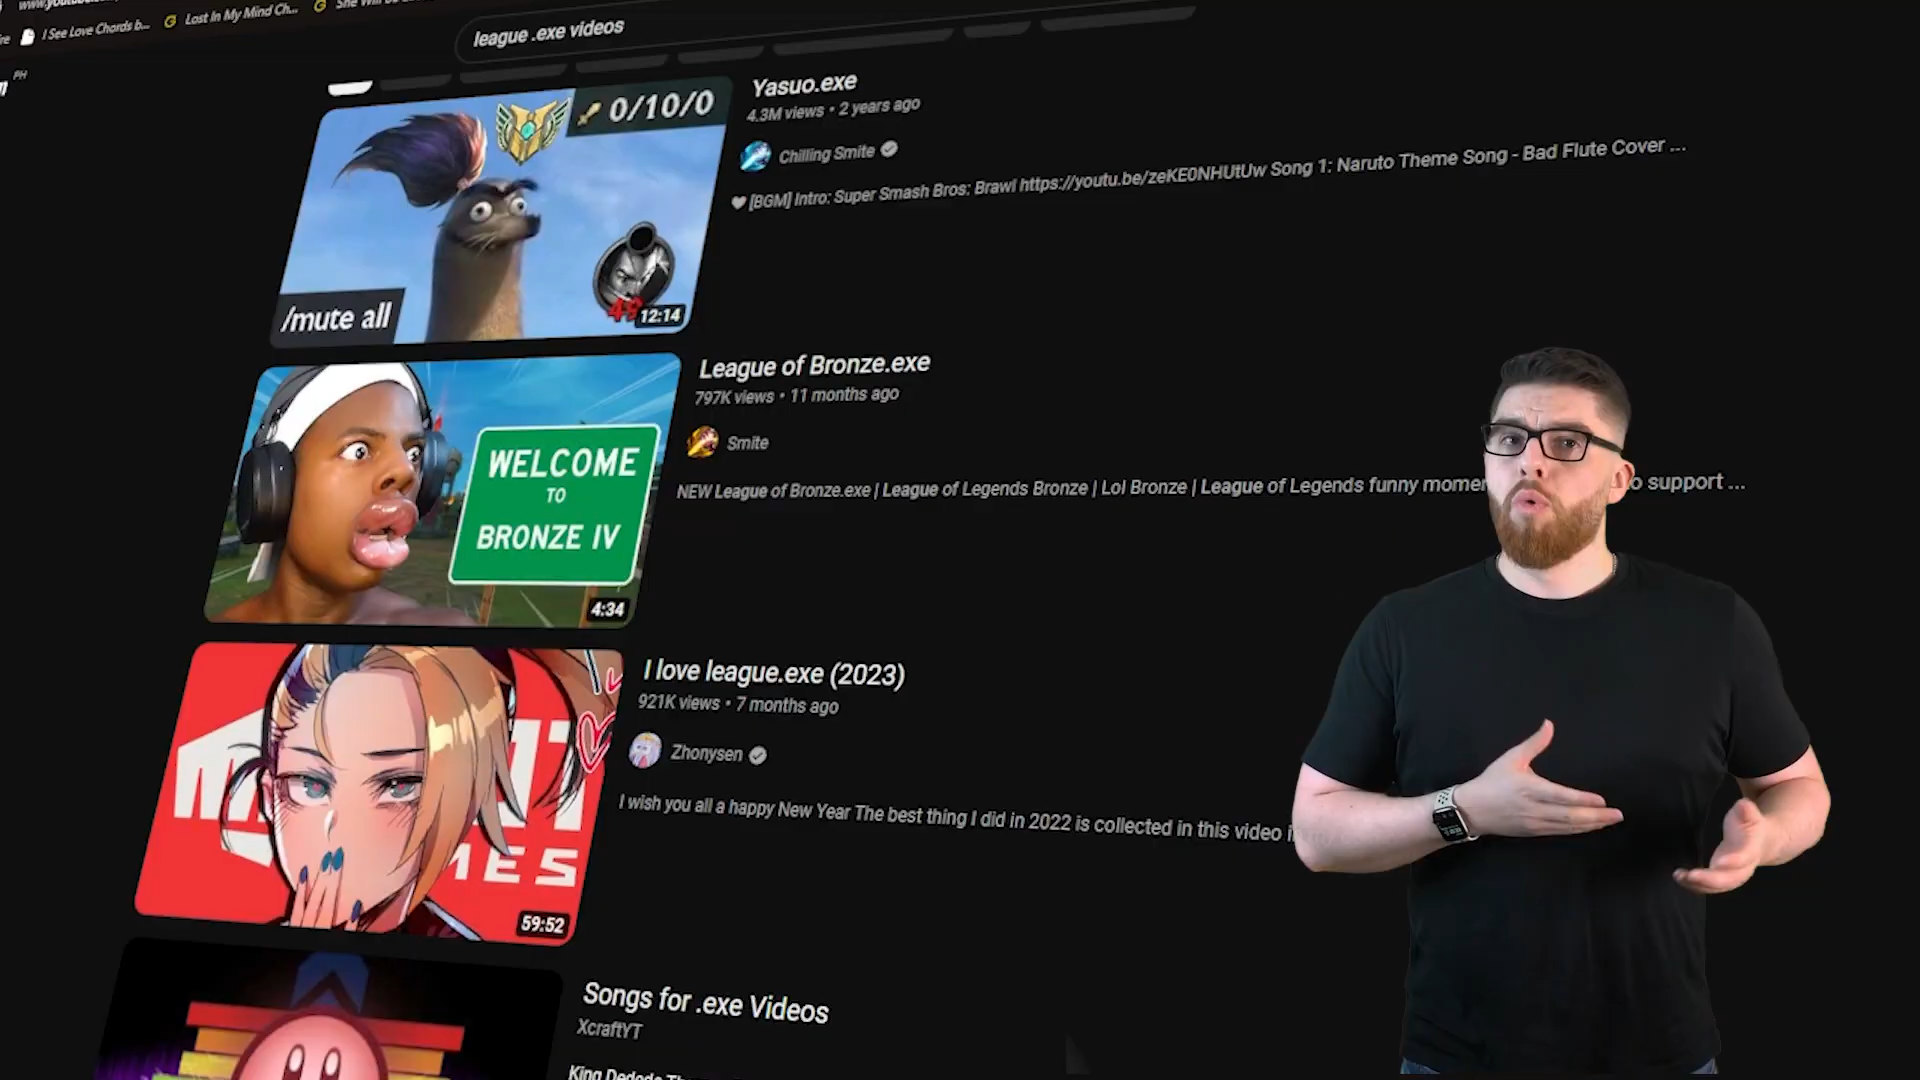 I See Love Chords b...
Lost In My Mind Ch...
PH
league .exe videos
0/10/0
/mute all
12:14
Yasuo.exe
4.3M views • 2 years ago
Chilling Smite
[BGM] Intro: Super Smash Bros: Brawl https://youtu.be/zeKE0NHUtUw Song 1: Naruto Theme Song - Bad Flute Cover ...
WELCOME
TO
BRONZE IV
4:34
League of Bronze.exe
797K views • 11 months ago
Smite
NEW League of Bronze.exe | League of Legends Bronze | Lol Bronze | League of Legends funny support ...
59:52
I love league.exe (2023)
921K views • 7 months ago
Zhonysen
I wish you all a happy New Year The best thing I did in 2022 is collected in this video
Songs for .exe Videos
XcraftYT
King Dedede